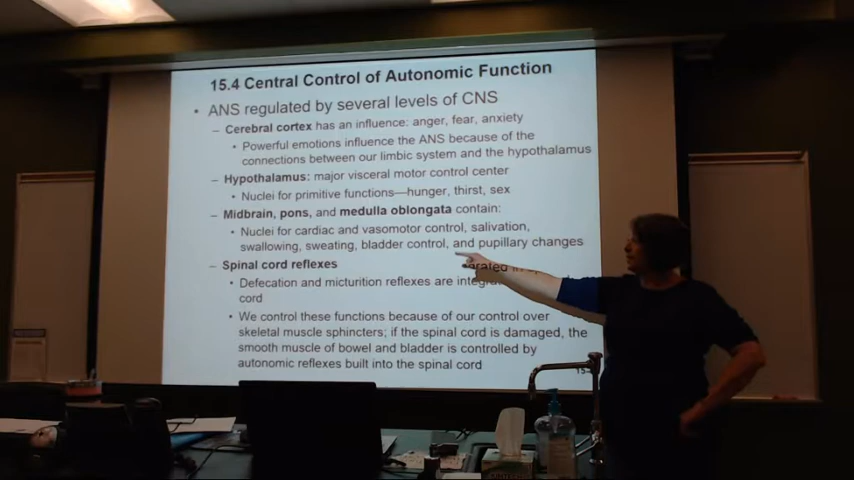 15.4 Central Control of Autonomic Function
• ANS regulated by several levels of CNS
– Cerebral cortex has an influence: anger, fear, anxiety
• Powerful emotions influence the ANS because of the
connections between our limbic system and the hypothalamus
– Hypothalamus: major visceral motor control center
• Nuclei for primitive functions—hunger, thirst, sex
– Midbrain, pons, and medulla oblongata contain:
• Nuclei for cardiac and vasomotor control, salivation,
swallowing, sweating, bladder control, and pupillary changes
– Spinal cord reflexes
• Defecation and micturition reflexes are
cord
• We control these functions because of our control over
skeletal muscle sphincters; if the spinal cord is damaged, the
smooth muscle of bowel and bladder is controlled by
autonomic reflexes built into the spinal cord